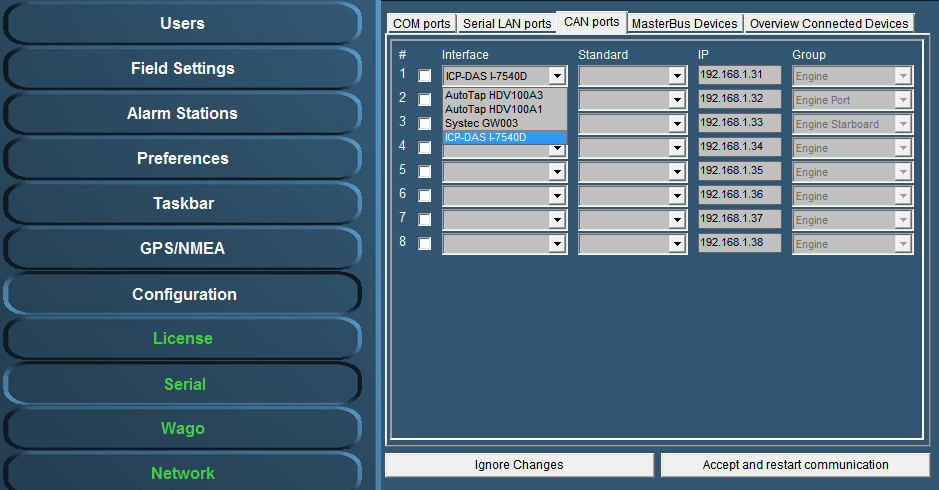 Users
Field Settings
Alarm Stations
Preferences
Taskbar
GPS/NMEA
Configuration
License
Serial
Wago
Network
COM ports Serial LAN ports CAN ports MasterBus Devices Overview Connected Devices
# Interface Standard IP Group
1 ICP-DAS I-7540D 192.168.1.31 Engine
AutoTap HDV100A3
2 192.168.1.32 Engine Port
AutoTap HDV100A1
3 Systec GW003 192.168.1.33 Engine Starboard
ICP-DAS I-7540D
4 192.168.1.34 Engine
5 192.168.1.35 Engine
6 192.168.1.36 Engine
7 192.168.1.37 Engine
8 192.168.1.38 Engine
Ignore Changes Accept and restart communication